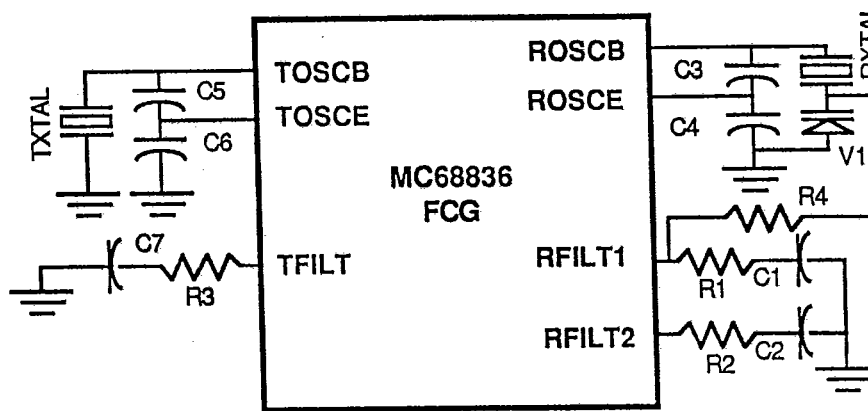 TXTAL
C5
C6
TOSCB
TOSCE
C7
R3
TFILT
MC68836
FCG
ROSCB
ROSCE
RFILT1
RFILT2
C3
C4
RXTAL
V1
R4
R1
C1
R2
C2